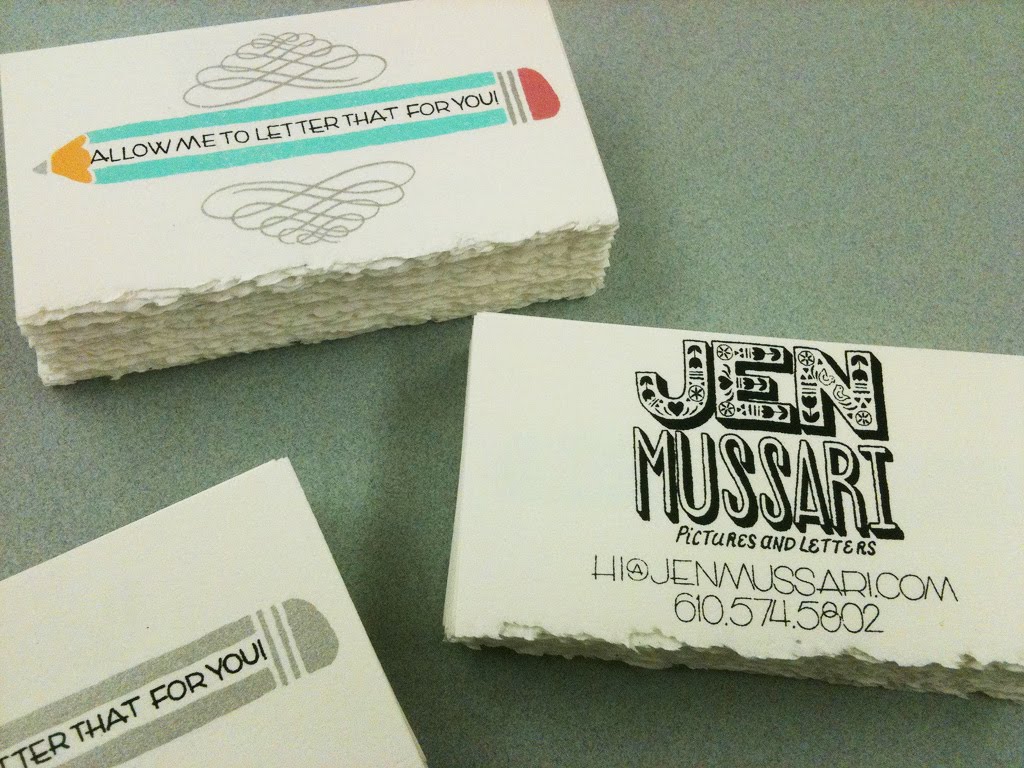 ALLOW ME TO LETTER THAT FOR YOU!
JEN
MUSSARI
PICTURES AND LETTERS
HI@JENMUSSARI.COM
610.574.5802
TTER THAT FOR YOU!